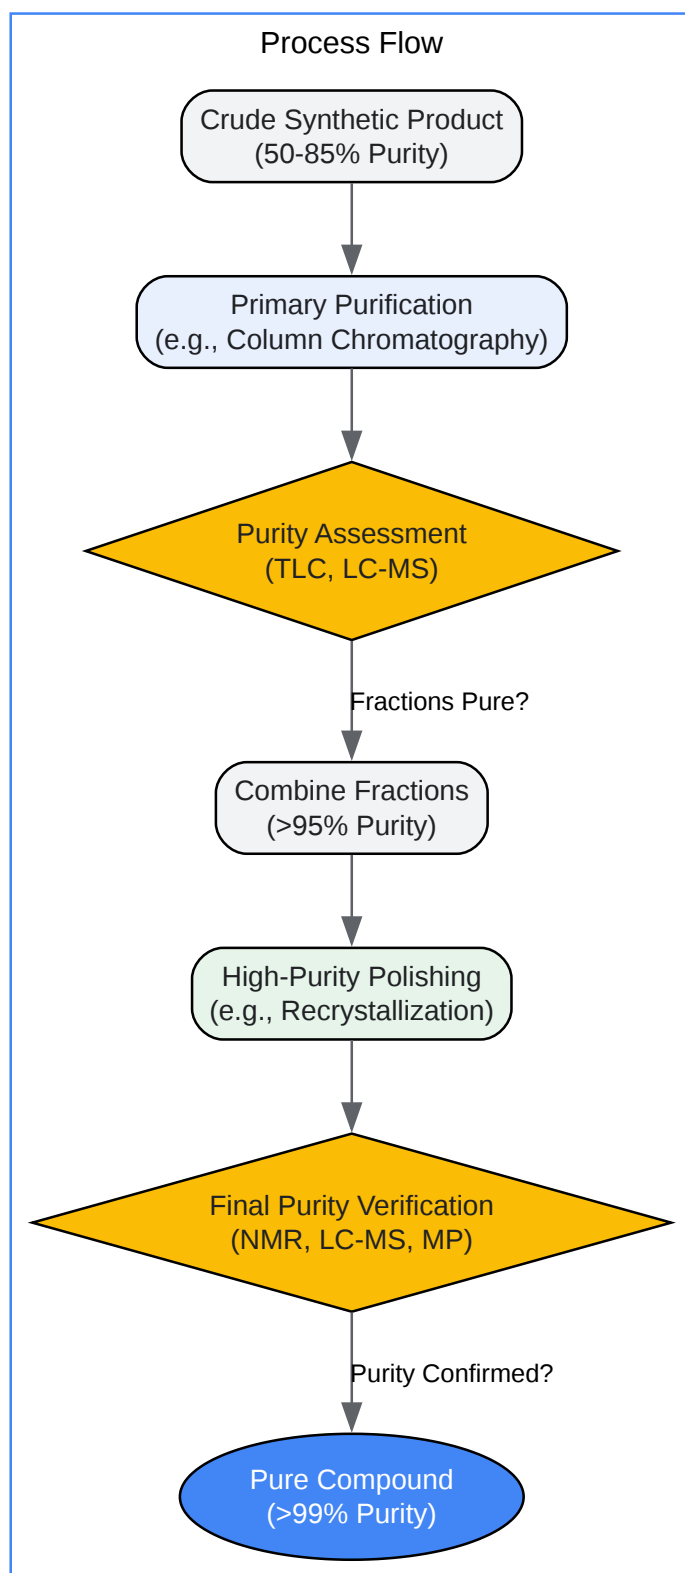 Process Flow
Crude Synthetic Product
(50-85% Purity)
Primary Purification
(e.g., Column Chromatography)
Purity Assessment
(TLC, LC-MS)
Fractions Pure?
Combine Fractions
(>95% Purity)
High-Purity Polishing
(e.g., Recrystallization)
Final Purity Verification
(NMR, LC-MS, MP)
Purity Confirmed?
Pure Compound
(>99% Purity)